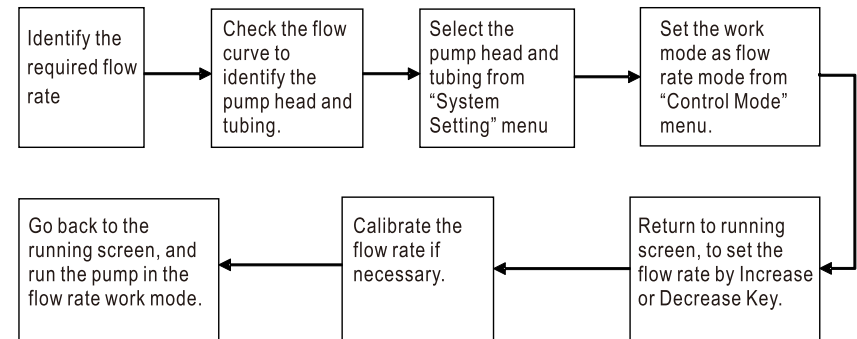 Identify the
required flow
rate
Check the flow
curve to
identify the
pump head and
tubing.
Select the
pump head and
tubing from
“System
Setting” menu
Set the work
mode as flow
rate mode from
“Control Mode”
menu.
Return to running
screen, to set the
flow rate by Increase
or Decrease Key.
Calibrate the
flow rate if
necessary.
Go back to the
running screen, and
run the pump in the
flow rate work mode.